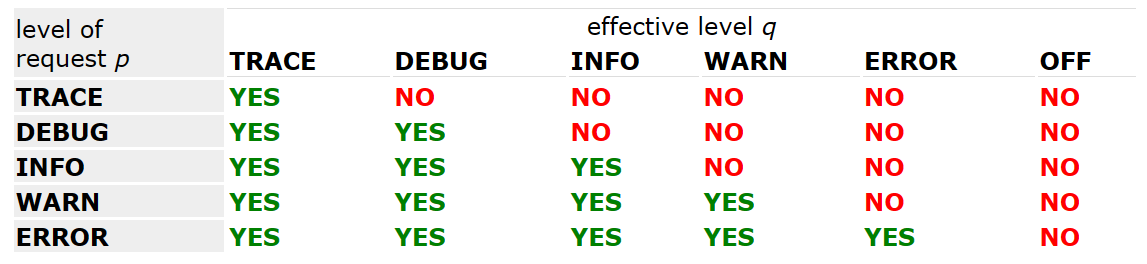 level of
request p
effective level q
TRACE DEBUG INFO WARN ERROR OFF
TRACE YES NO NO NO NO NO
DEBUG YES YES NO NO NO NO
INFO YES YES YES NO NO NO
WARN YES YES YES YES NO NO
ERROR YES YES YES YES YES NO